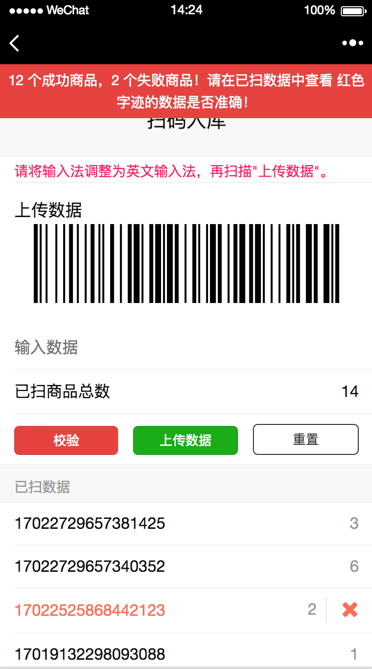 WeChat 14:24 100%
12 个成功商品，2 个失败商品！请在已扫数据中查看 红色
字迹的数据是否准确！
扫码入库
请将输入法调整为英文输入法，再扫描"上传数据"。
上传数据
输入数据
已扫商品总数 14
校验 上传数据 重置
已扫数据
17022729657381425 3
17022729657340352 6
17022525868442123 2
17019132298093088 1